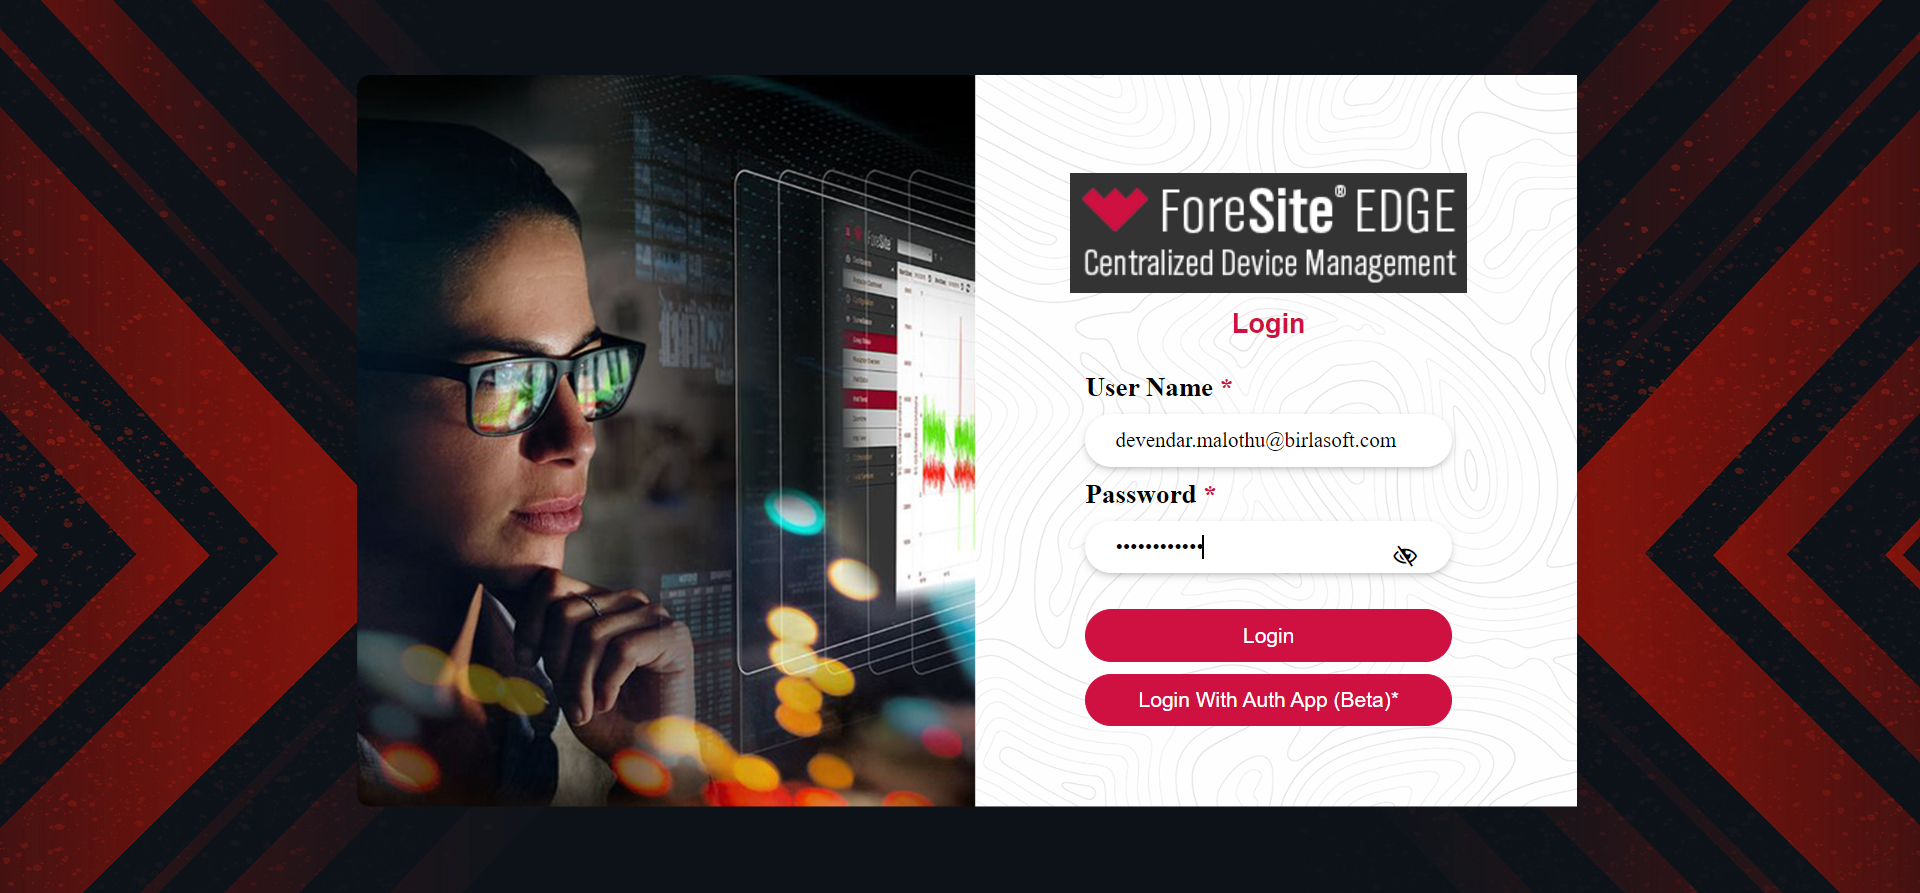 ForeSite® EDGE
Centralized Device Management
Login
User Name *
devendar.malothu@birlasoft.com
Password *
••••••••••••
Login
Login With Auth App (Beta)*
ForeSite